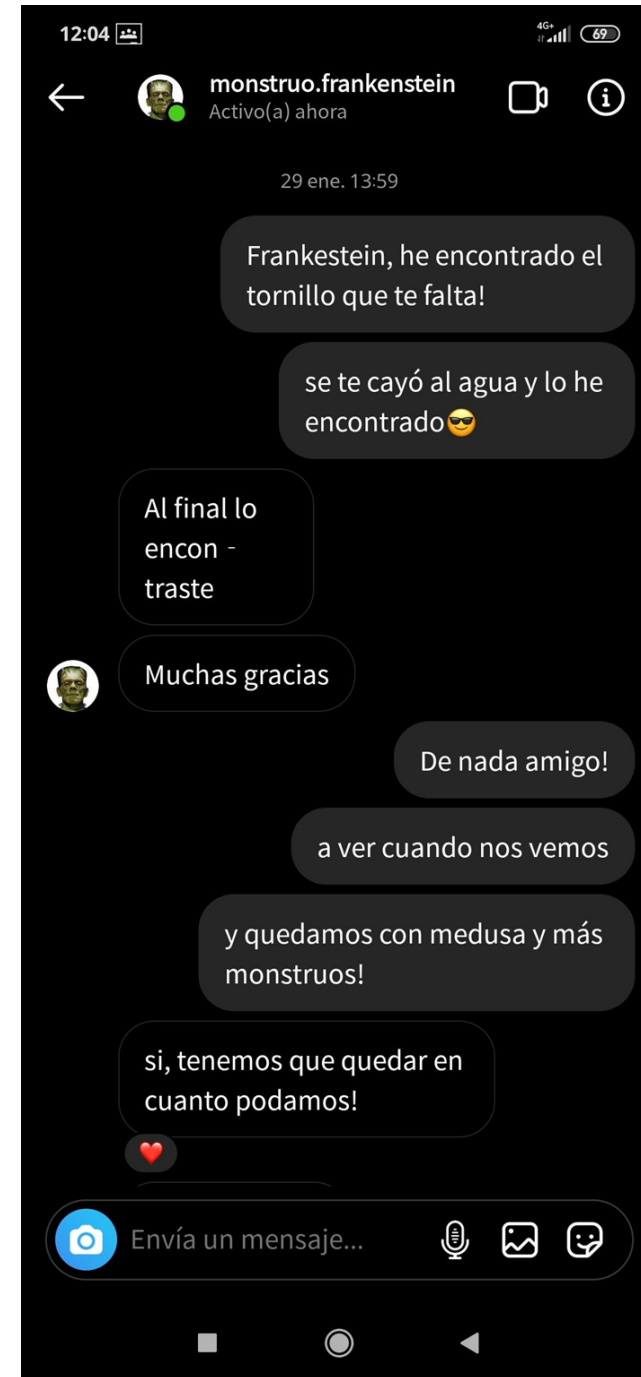 12:04
4G+
69
monstruo.frankenstein
Activo(a) ahora
29 ene. 13:59
Frankestein, he encontrado el
tornillo que te falta!
se te cayó al agua y lo he
encontrado😎
Al final lo
encon -
traste
Muchas gracias
De nada amigo!
a ver cuando nos vemos
y quedamos con medusa y más
monstruos!
si, tenemos que quedar en
cuanto podamos!
❤️
Envía un mensaje...